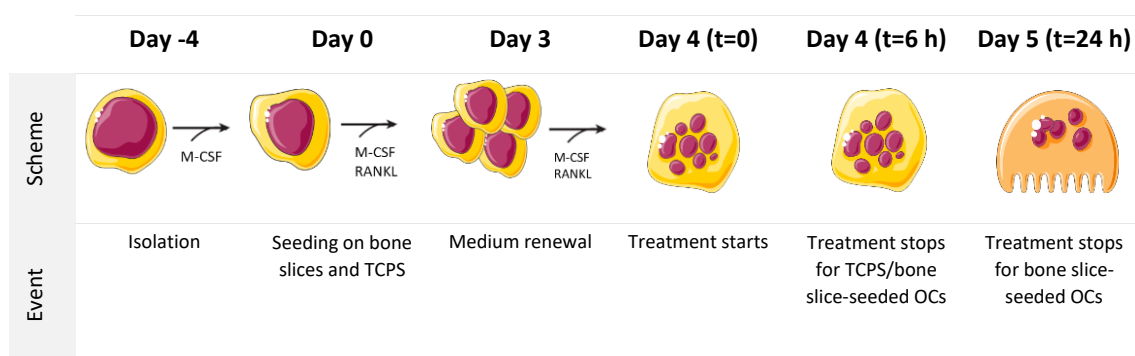 Day -4
Day 0
Day 3
Day 4 (t=0)
Day 4 (t=6 h)
Day 5 (t=24 h)
Scheme
M-CSF
M-CSF
RANKL
M-CSF
RANKL
Event
Isolation
Seeding on bone
slices and TCPS
Medium renewal
Treatment starts
Treatment stops
for TCPS/bone
slice-seeded OCs
Treatment stops
for bone slice-
seeded OCs